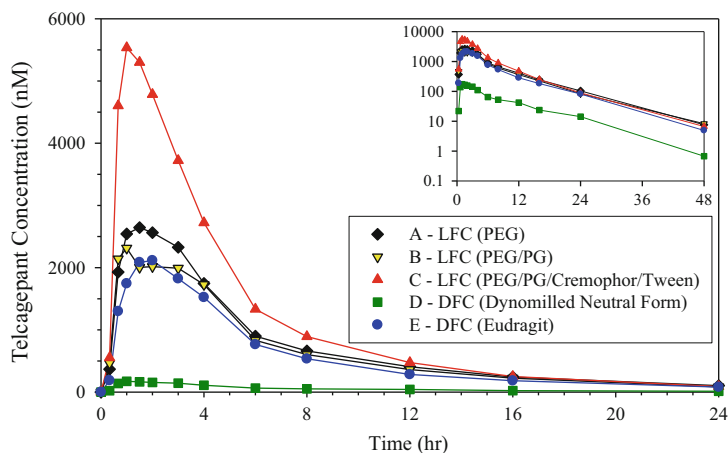 Telcagepant Concentration (nM)
6000
4000
2000
0
0 4 8 12 16 20 24
Time (hr)
10000
1000
100
10
1
0.1
0 12 24 36 48
A - LFC (PEG)
B - LFC (PEG/PG)
C - LFC (PEG/PG/Cremophor/Tween)
D - DFC (Dynomilled Neutral Form)
E - DFC (Eudragit)